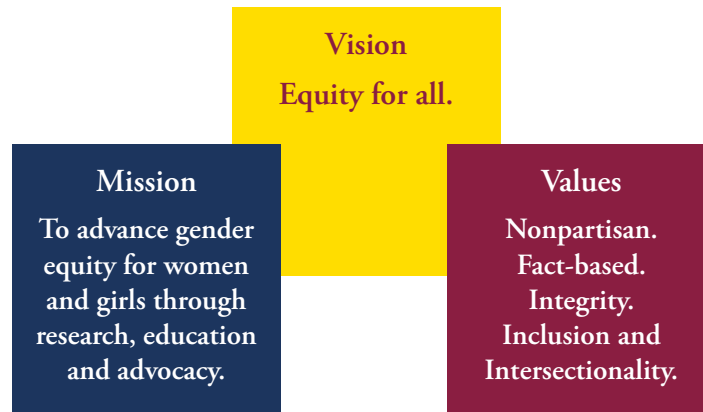 Vision
Equity for all.
Mission
To advance gender
equity for women
and girls through
research, education
and advocacy.
Values
Nonpartisan.
Fact-based.
Integrity.
Inclusion and
Intersectionality.